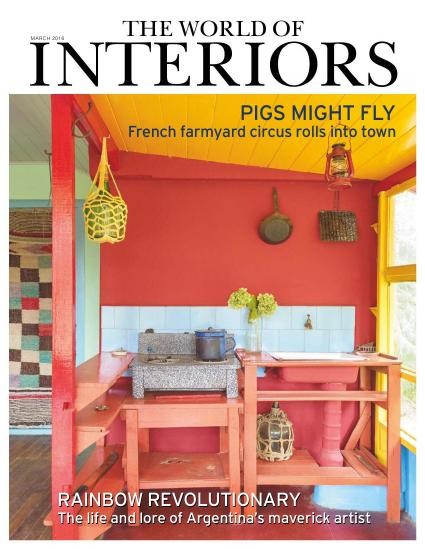 THE WORLD OF
MARCH 2016
INTERIORS
PIGS MIGHT FLY
French farmyard circus rolls into town
RAINBOW REVOLUTIONARY
The life and lore of Argentina's maverick artist